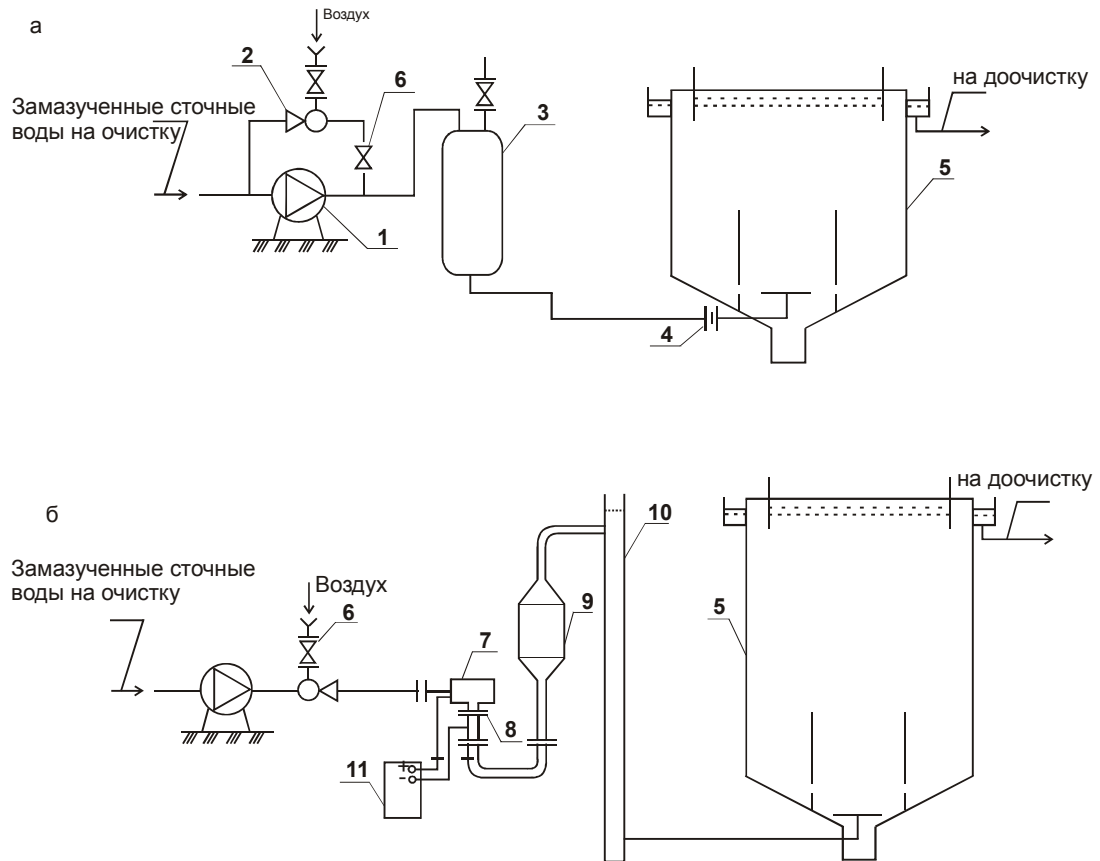 Воздух
а
2
6
на доочистку
Замазученные сточные
воды на очистку
3
5
1
4
на доочистку
б
10
Замазученные сточные
воды на очистку
Воздух
6
9
5
7
8
+
-
11